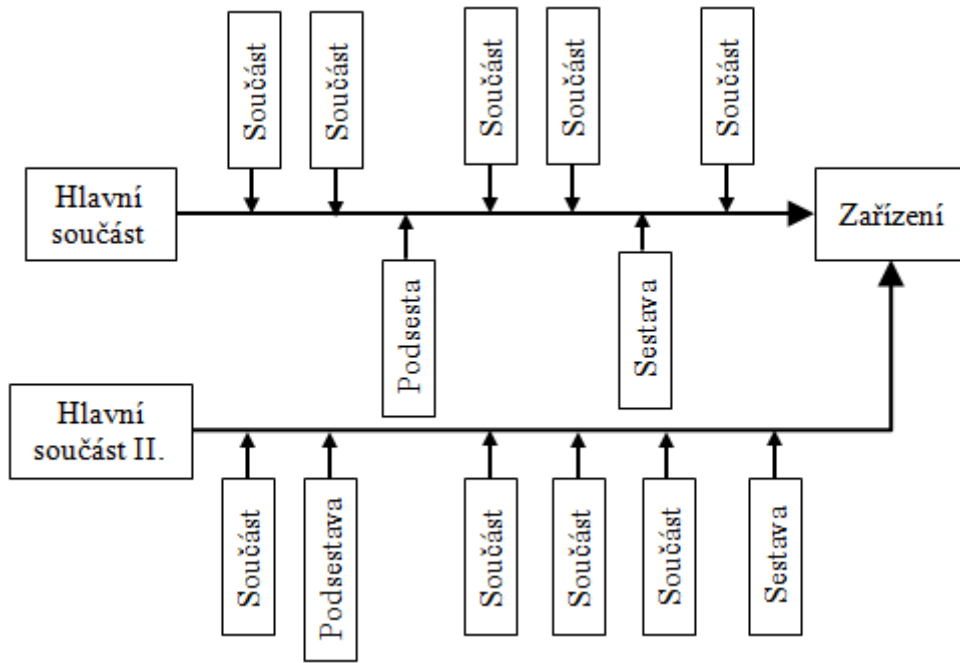 Součást
Součást
Součást
Součást
Součást
Hlavní
součást
Zařízení
Podsesta
Sestava
Hlavní
součást II.
Součást
Podsestava
Součást
Součást
Součást
Sestava